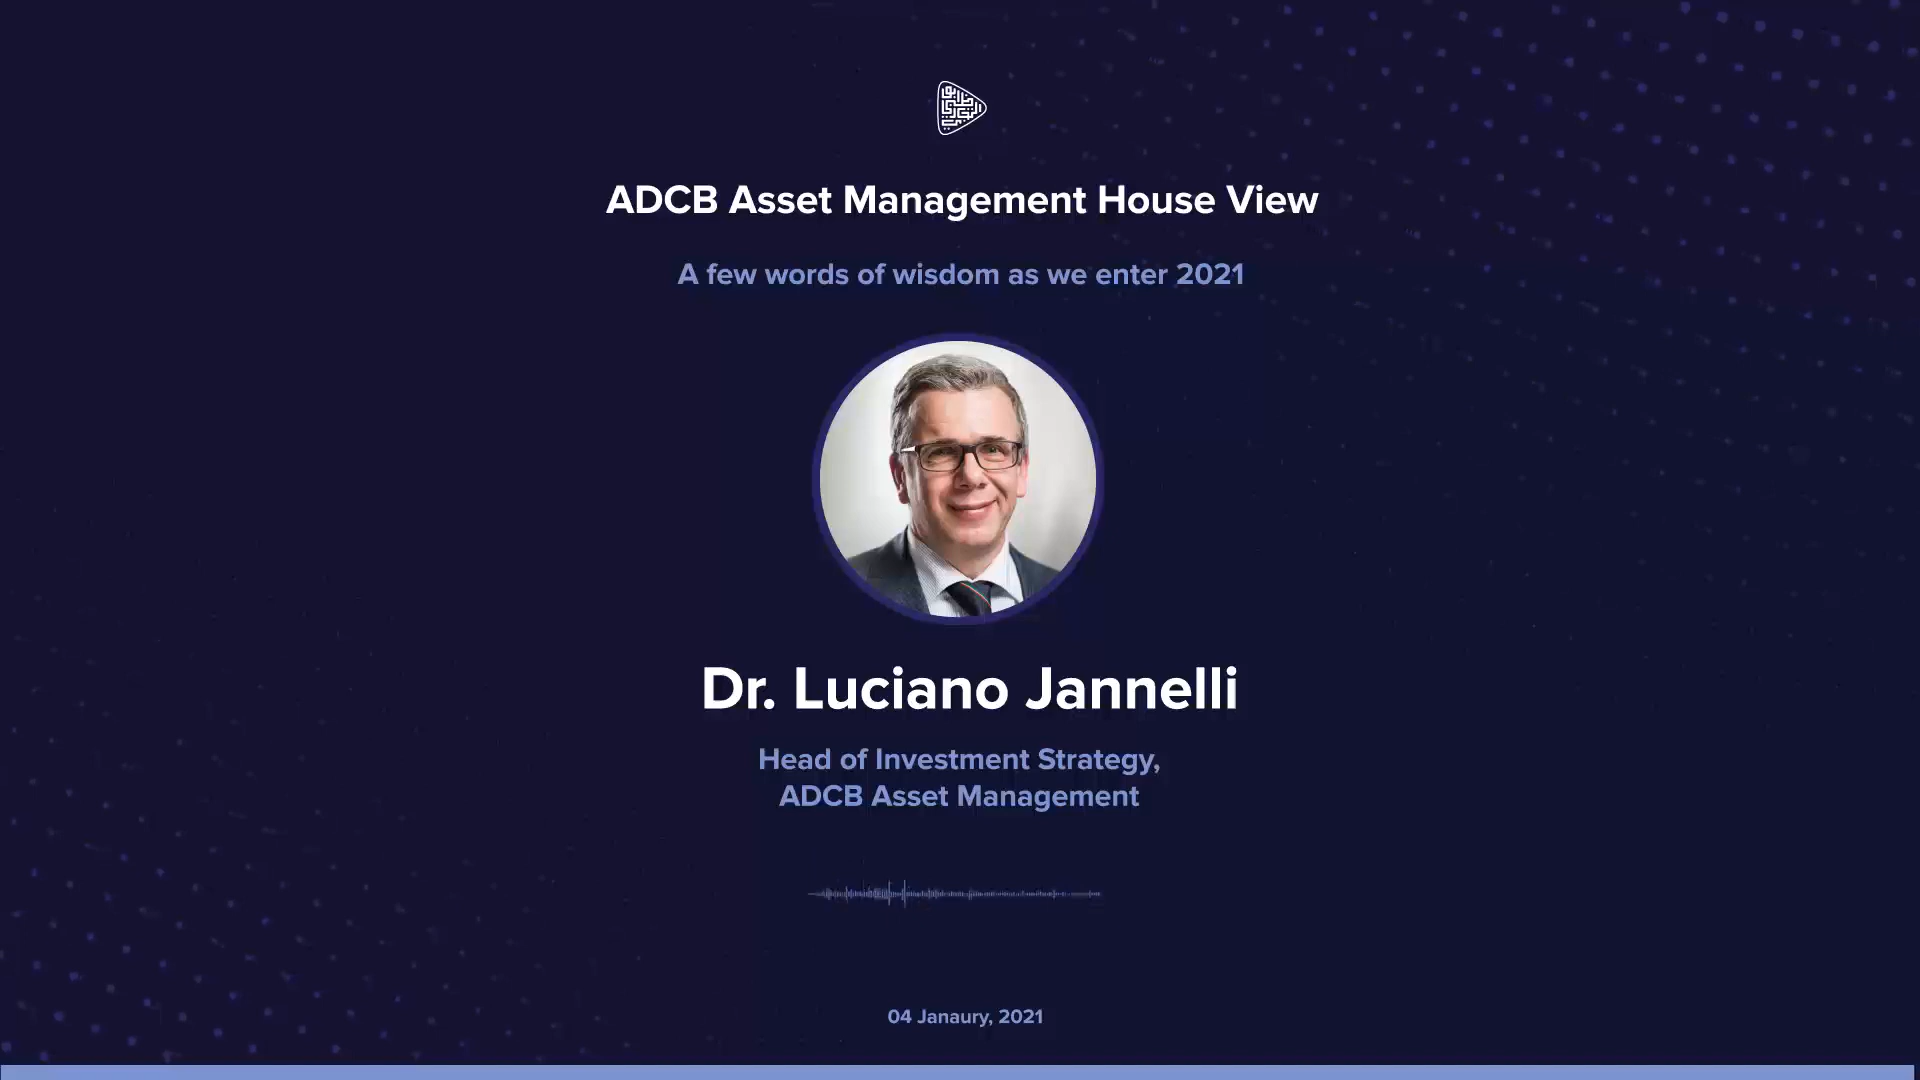 ADCB Asset Management House View
A few words of wisdom as we enter 2021
Dr. Luciano Jannelli
Head of Investment Strategy,
ADCB Asset Management
04 Janaury, 2021